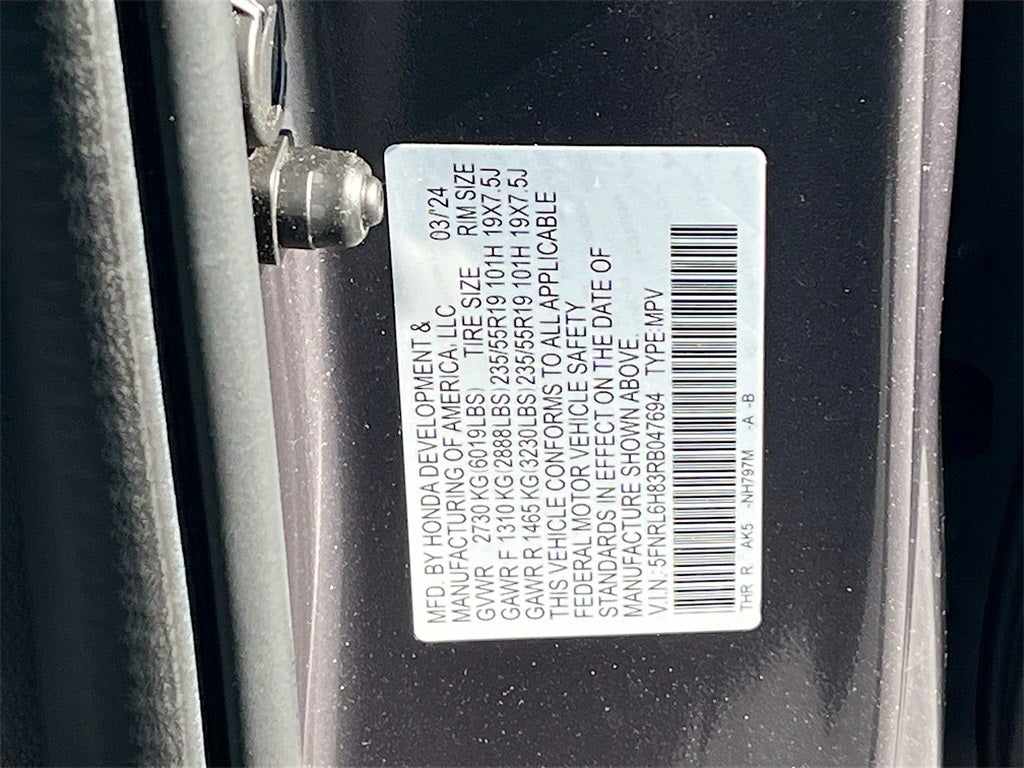 MFD. BY HONDA DEVELOPMENT &
MANUFACTURING OF AMERICA, LLC 03/24
GVWR 2730 KG (6019LBS) TIRE SIZE RIM SIZE
GAWR F 1310 KG (2888LBS) 235/55R19 101H 19X7.5J
GAWR R 1465 KG (3230LBS) 235/55R19 101H 19X7.5J
THIS VEHICLE CONFORMS TO ALL APPLICABLE
FEDERAL MOTOR VEHICLE SAFETY
STANDARDS IN EFFECT ON THE DATE OF
MANUFACTURE SHOWN ABOVE.
V.I.N.: 5FNRL6H83RB047694 TYPE: MPV
THR R AK5 -NH797M -A -B